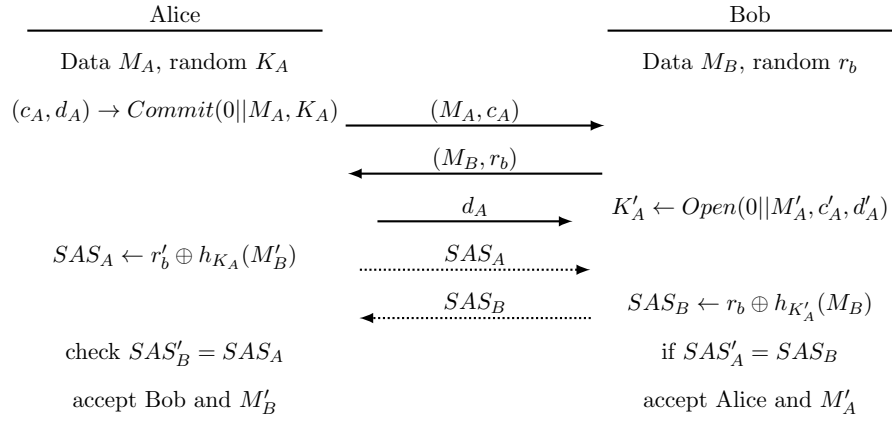 Alice Bob
Data M_A, random K_A Data M_B, random r_b
(c_A, d_A) → Commit(0||M_A, K_A) (M_A, c_A)
(M_B, r_b)
d_A K'_A ← Open(0||M'_A, c'_A, d'_A)
SAS_A ← r'_b ⊕ h_{K_A}(M'_B) SAS_A
SAS_B SAS_B ← r_b ⊕ h_{K'_A}(M_B)
check SAS'_B = SAS_A if SAS'_A = SAS_B
accept Bob and M'_B accept Alice and M'_A